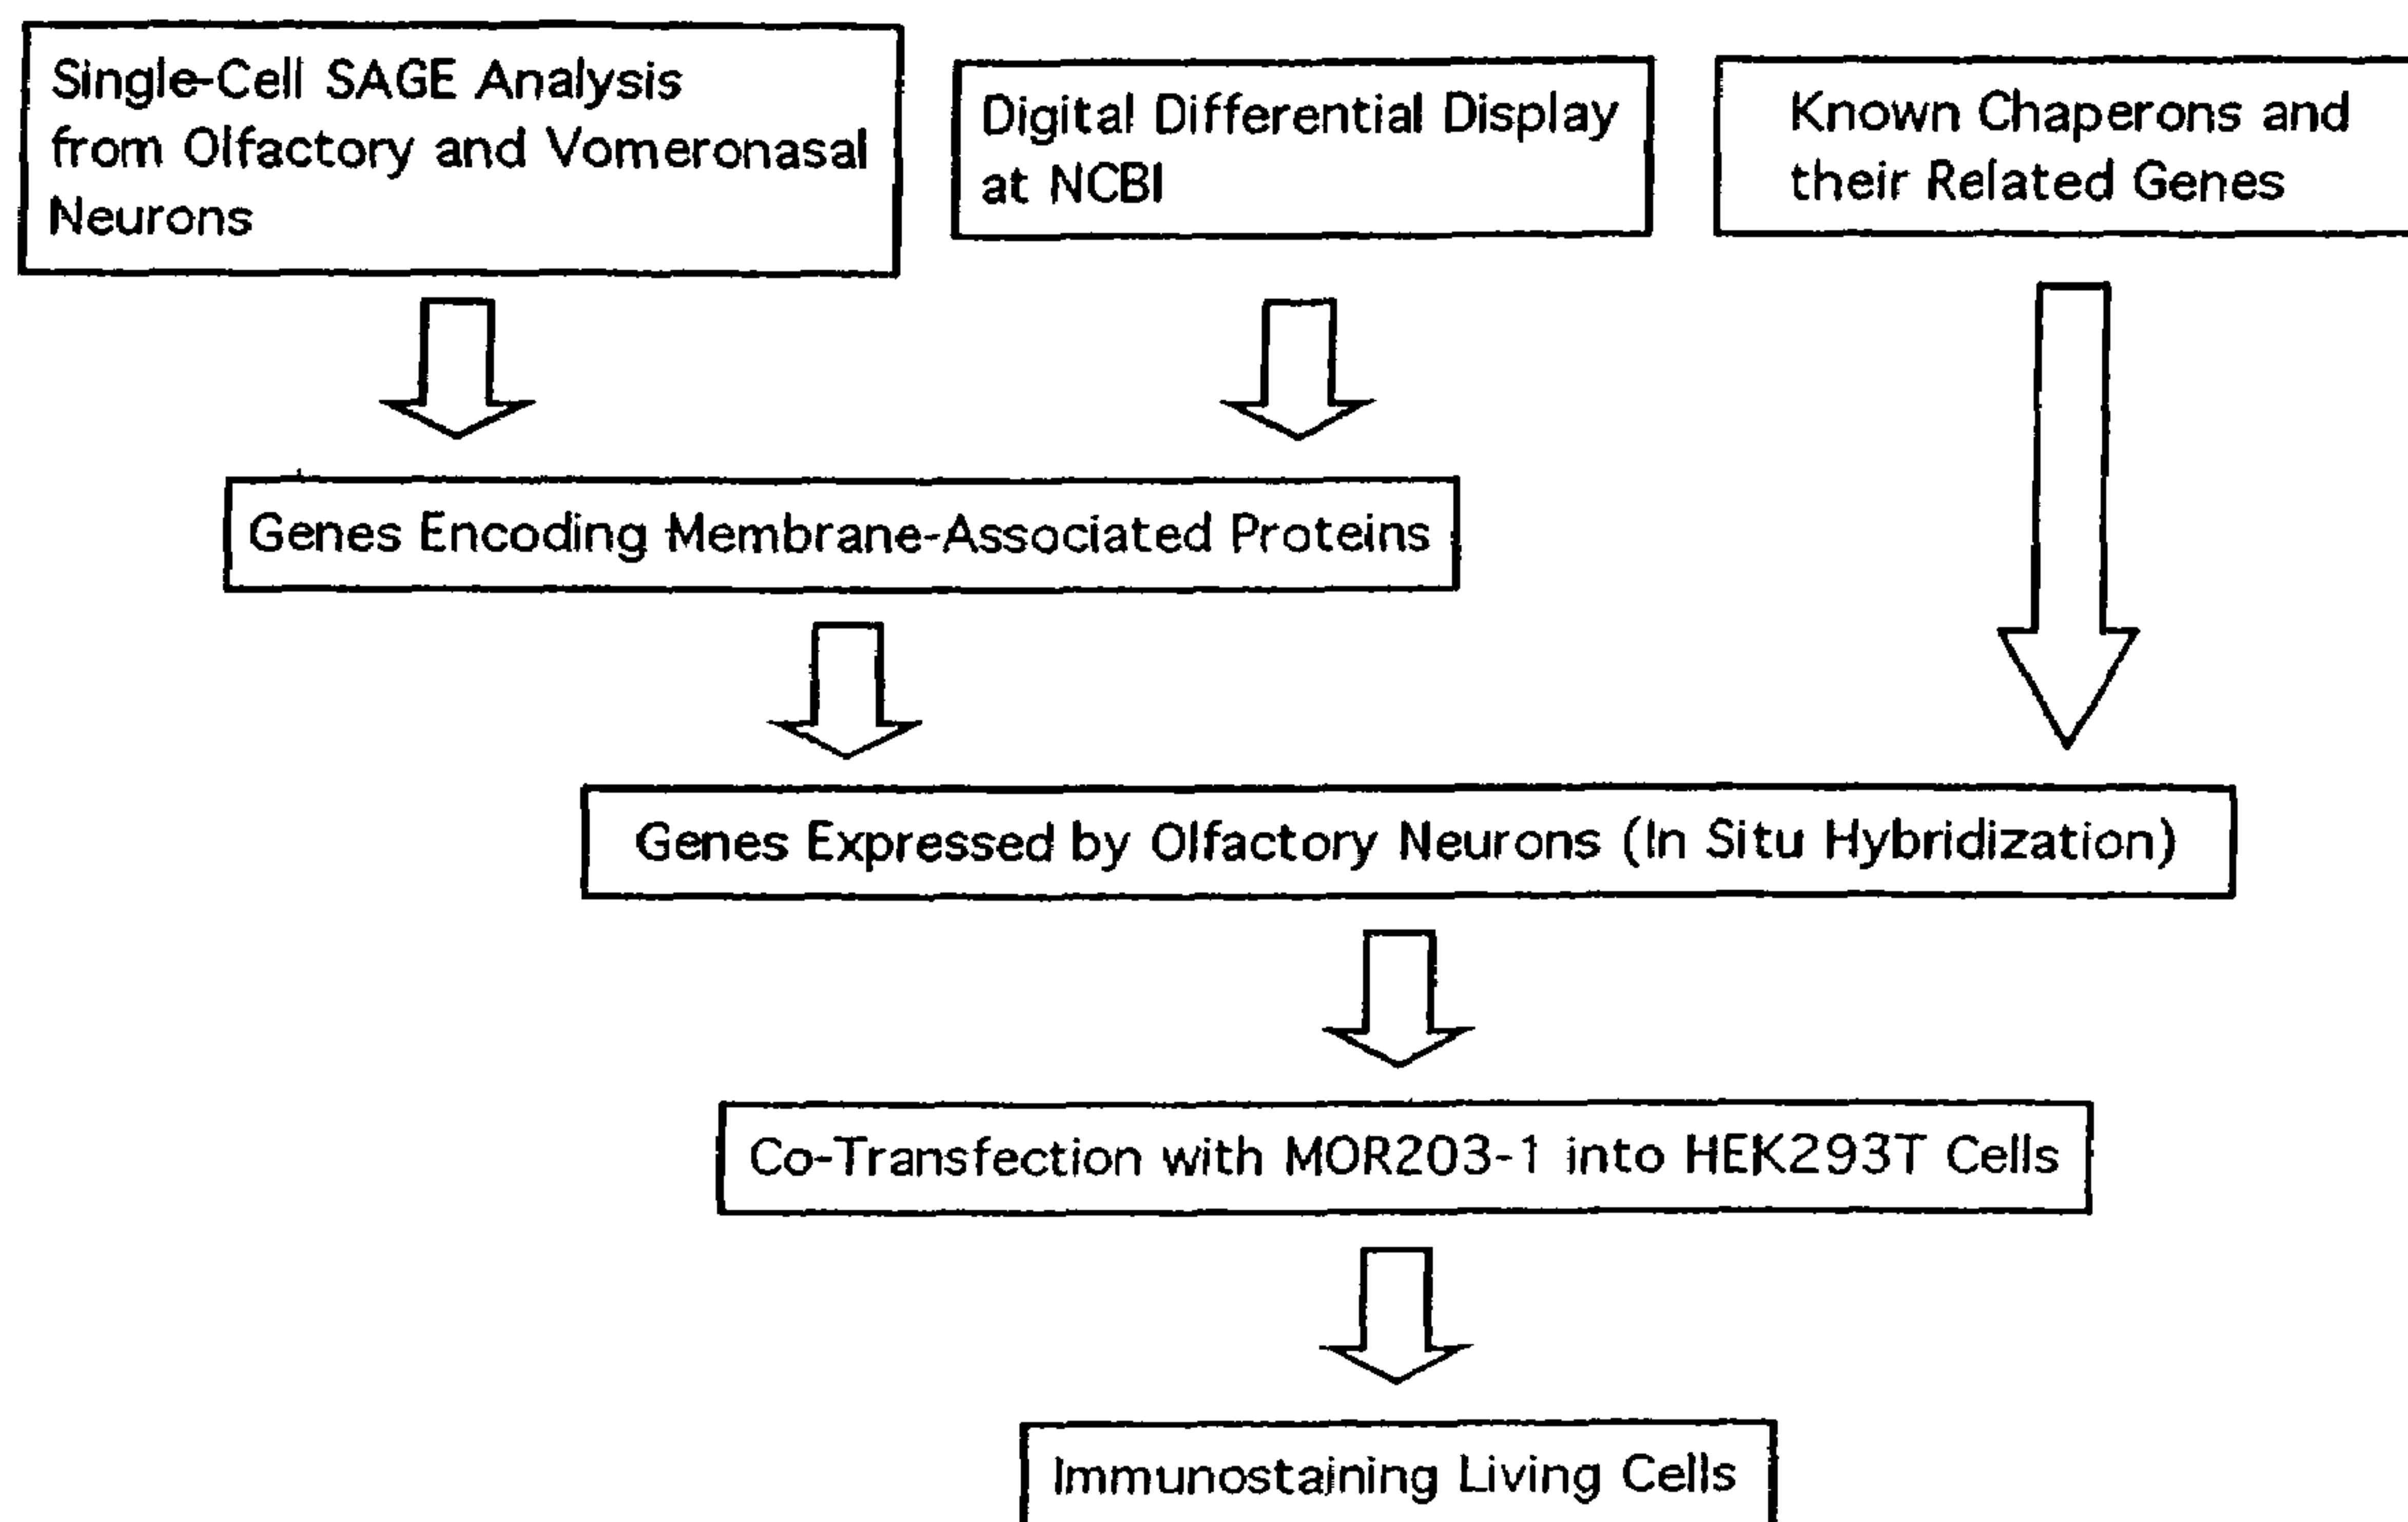 Single-Cell SAGE Analysis
from Olfactory and Vomeronasal
Neurons
Digital Differential Display
at NCBI
Known Chaperons and
their Related Genes
Genes Encoding Membrane-Associated Proteins
Genes Expressed by Olfactory Neurons (In Situ Hybridization)
Co-Transfection with MOR203-1 into HEK293T Cells
Immunostaining Living Cells